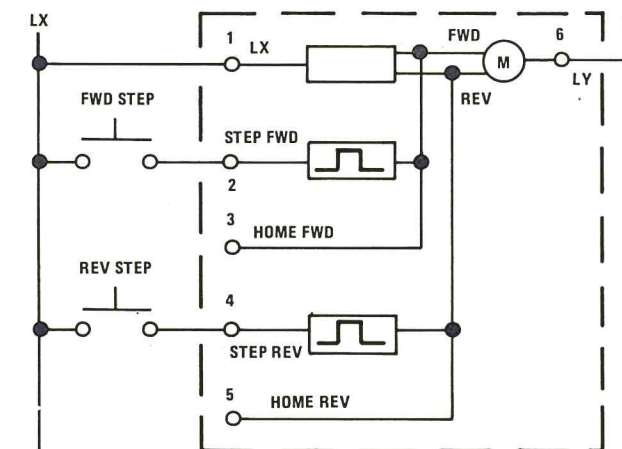 LX
1
LX
FWD
6
M
LY
REV
FWD STEP
STEP FWD
2
3
HOME FWD
REV STEP
4
STEP REV
5
HOME REV